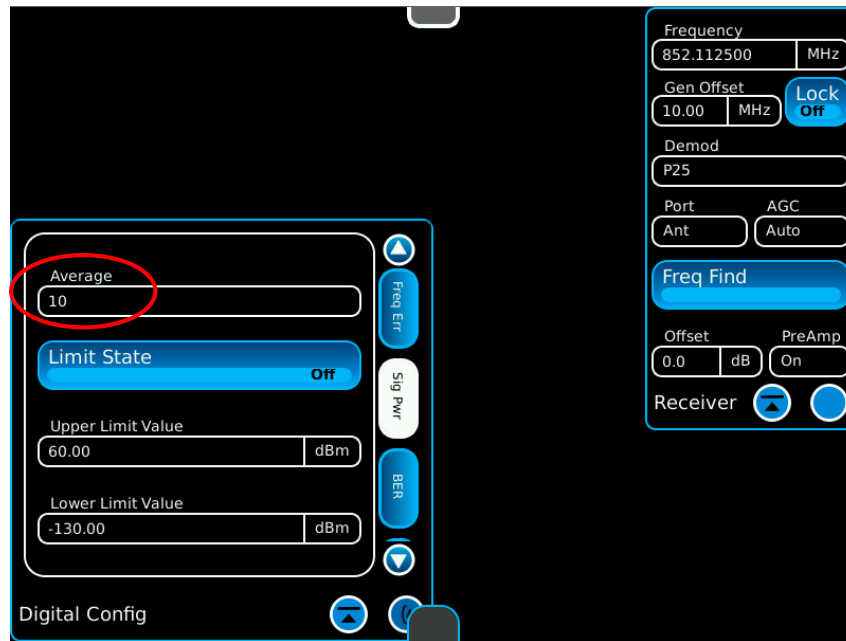 Frequency
852.112500 MHz
Gen Offset
10.00 MHz
Lock
Off
Demod
P25
Port AGC
Ant Auto
Freq Find
Offset PreAmp
0.0 dB On
Receiver
Average
10
Limit State
Off
Upper Limit Value
60.00 dBm
Lower Limit Value
-130.00 dBm
Freq Err
Sig Pwr
BER
Digital Config